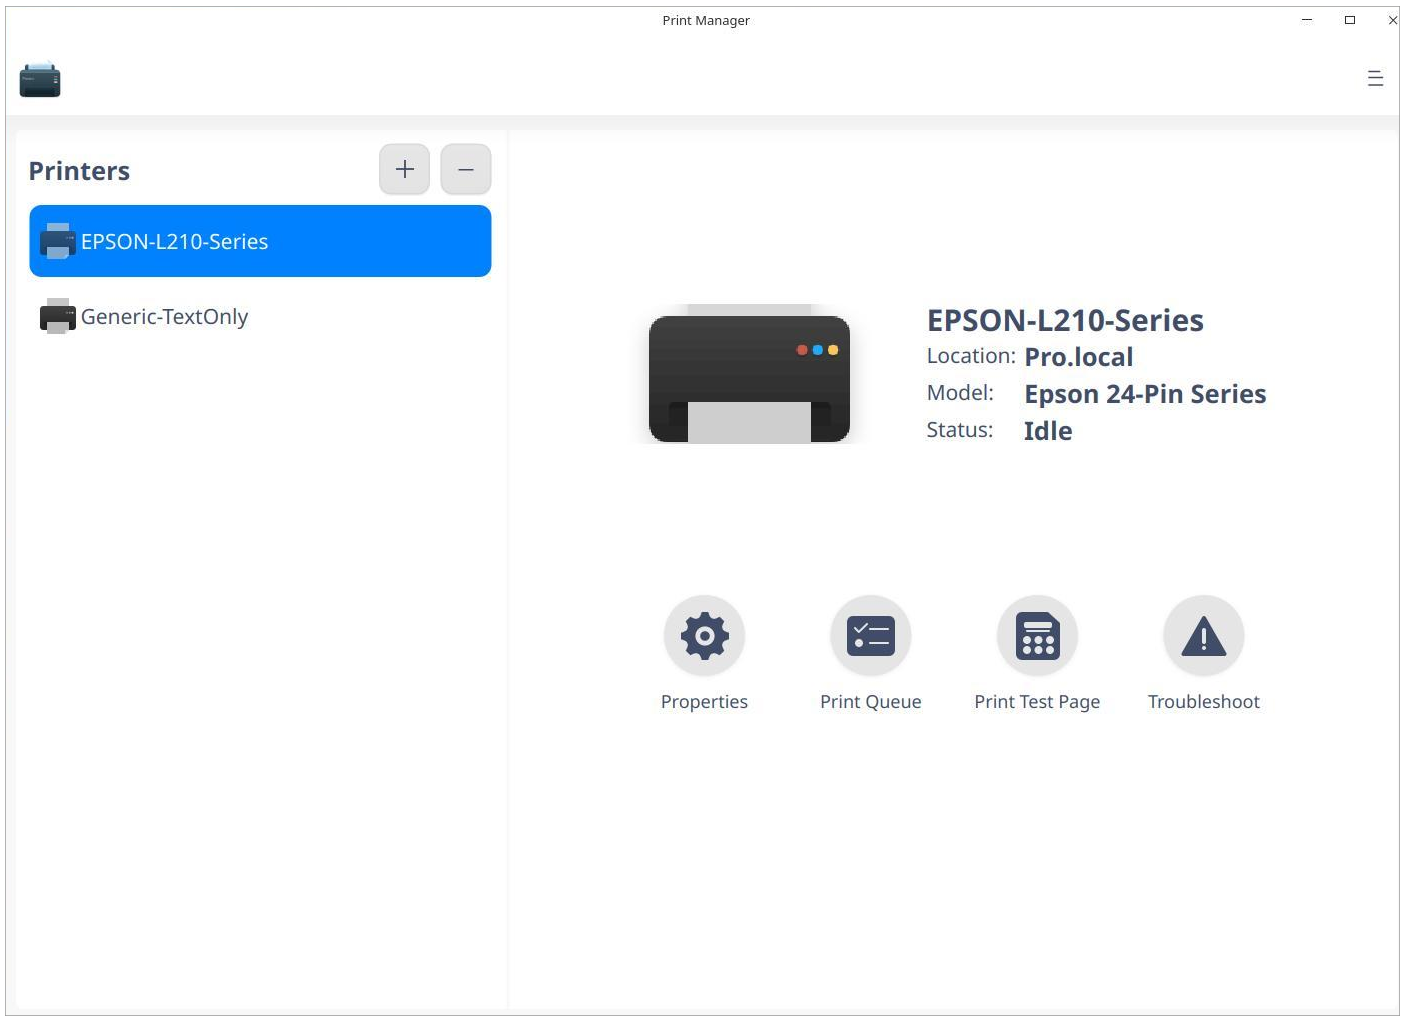 Print Manager
Printers
EPSON-L210-Series
Generic-TextOnly
EPSON-L210-Series
Location: Pro.local
Model: Epson 24-Pin Series
Status: Idle
Properties
Print Queue
Print Test Page
Troubleshoot